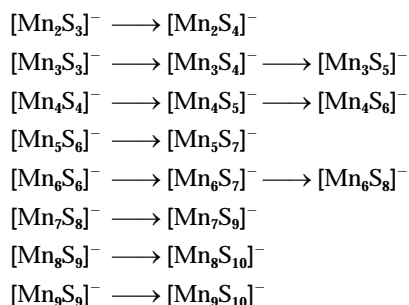 [Mn₂S₃]⁻ ⟶ [Mn₂S₄]⁻
[Mn₃S₃]⁻ ⟶ [Mn₃S₄]⁻ ⟶ [Mn₃S₅]⁻
[Mn₄S₄]⁻ ⟶ [Mn₄S₅]⁻ ⟶ [Mn₄S₆]⁻
[Mn₅S₆]⁻ ⟶ [Mn₅S₇]⁻
[Mn₆S₆]⁻ ⟶ [Mn₆S₇]⁻ ⟶ [Mn₆S₈]⁻
[Mn₇S₈]⁻ ⟶ [Mn₇S₉]⁻
[Mn₈S₉]⁻ ⟶ [Mn₈S₁₀]⁻
[Mn₉S₉]⁻ ⟶ [Mn₉S₁₀]⁻